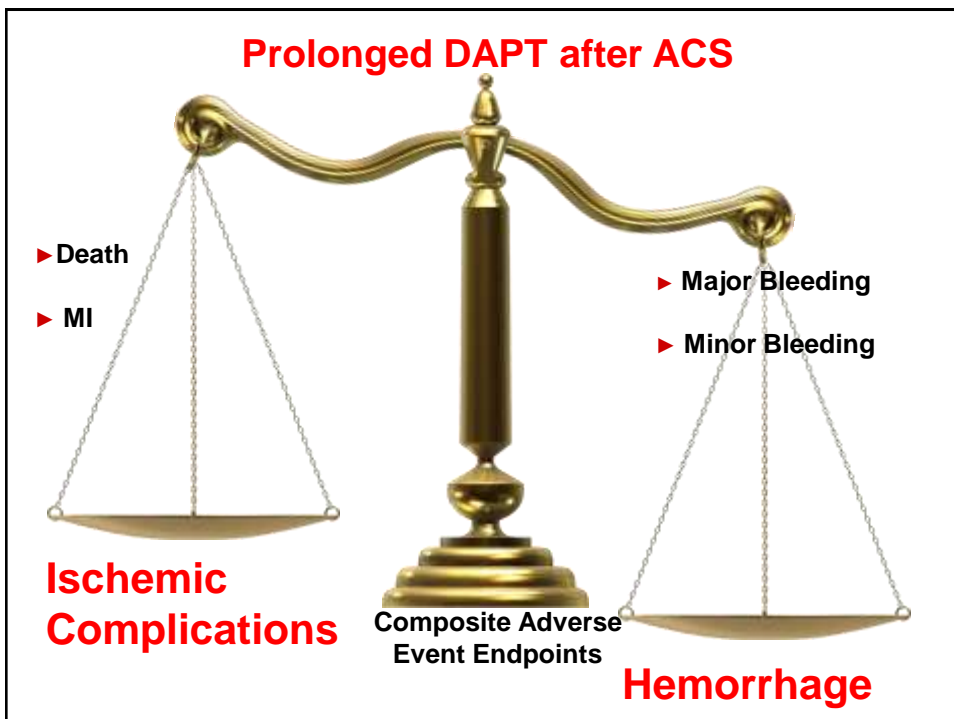 Prolonged DAPT after ACS
►Death
► MI
► Major Bleeding
► Minor Bleeding
Ischemic
Complications
Composite Adverse
Event Endpoints
Hemorrhage